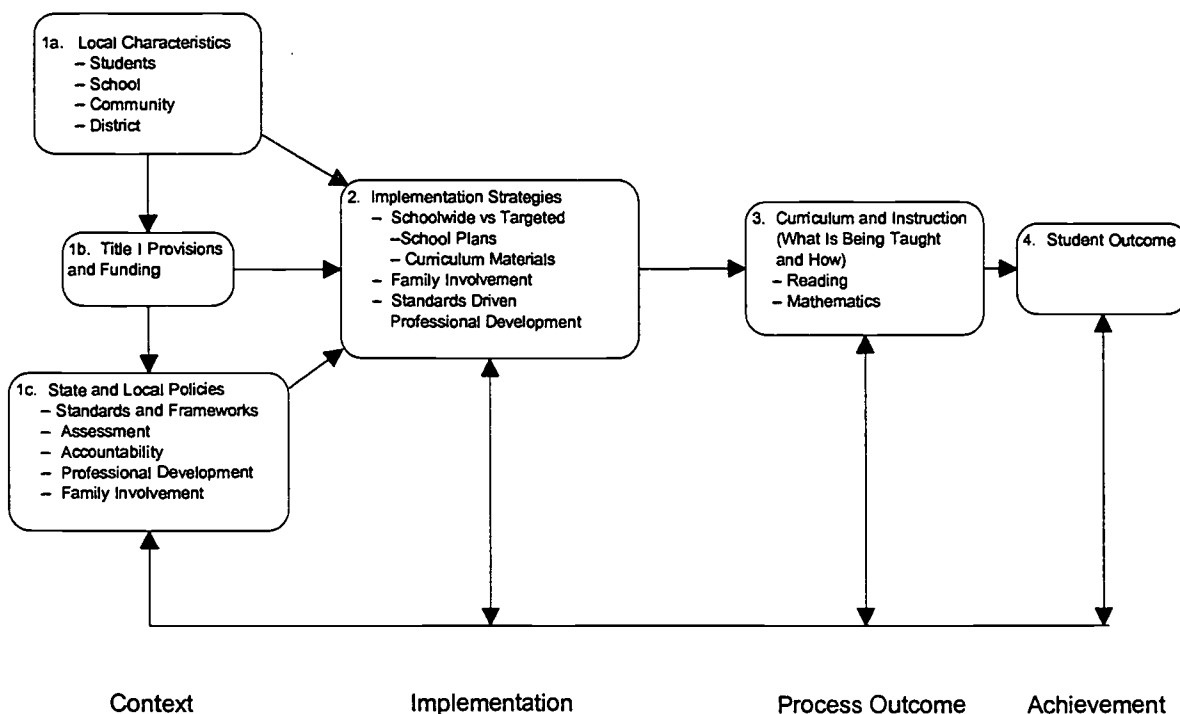 1a. Local Characteristics
– Students
– School
– Community
– District
1b. Title I Provisions
and Funding
1c. State and Local Policies
– Standards and Frameworks
– Assessment
– Accountability
– Professional Development
– Family Involvement
2. Implementation Strategies
– Schoolwide vs Targeted
–School Plans
– Curriculum Materials
– Family Involvement
– Standards Driven
Professional Development
3. Curriculum and Instruction
(What Is Being Taught
and How)
– Reading
– Mathematics
4. Student Outcome
Context
Implementation
Process Outcome
Achievement